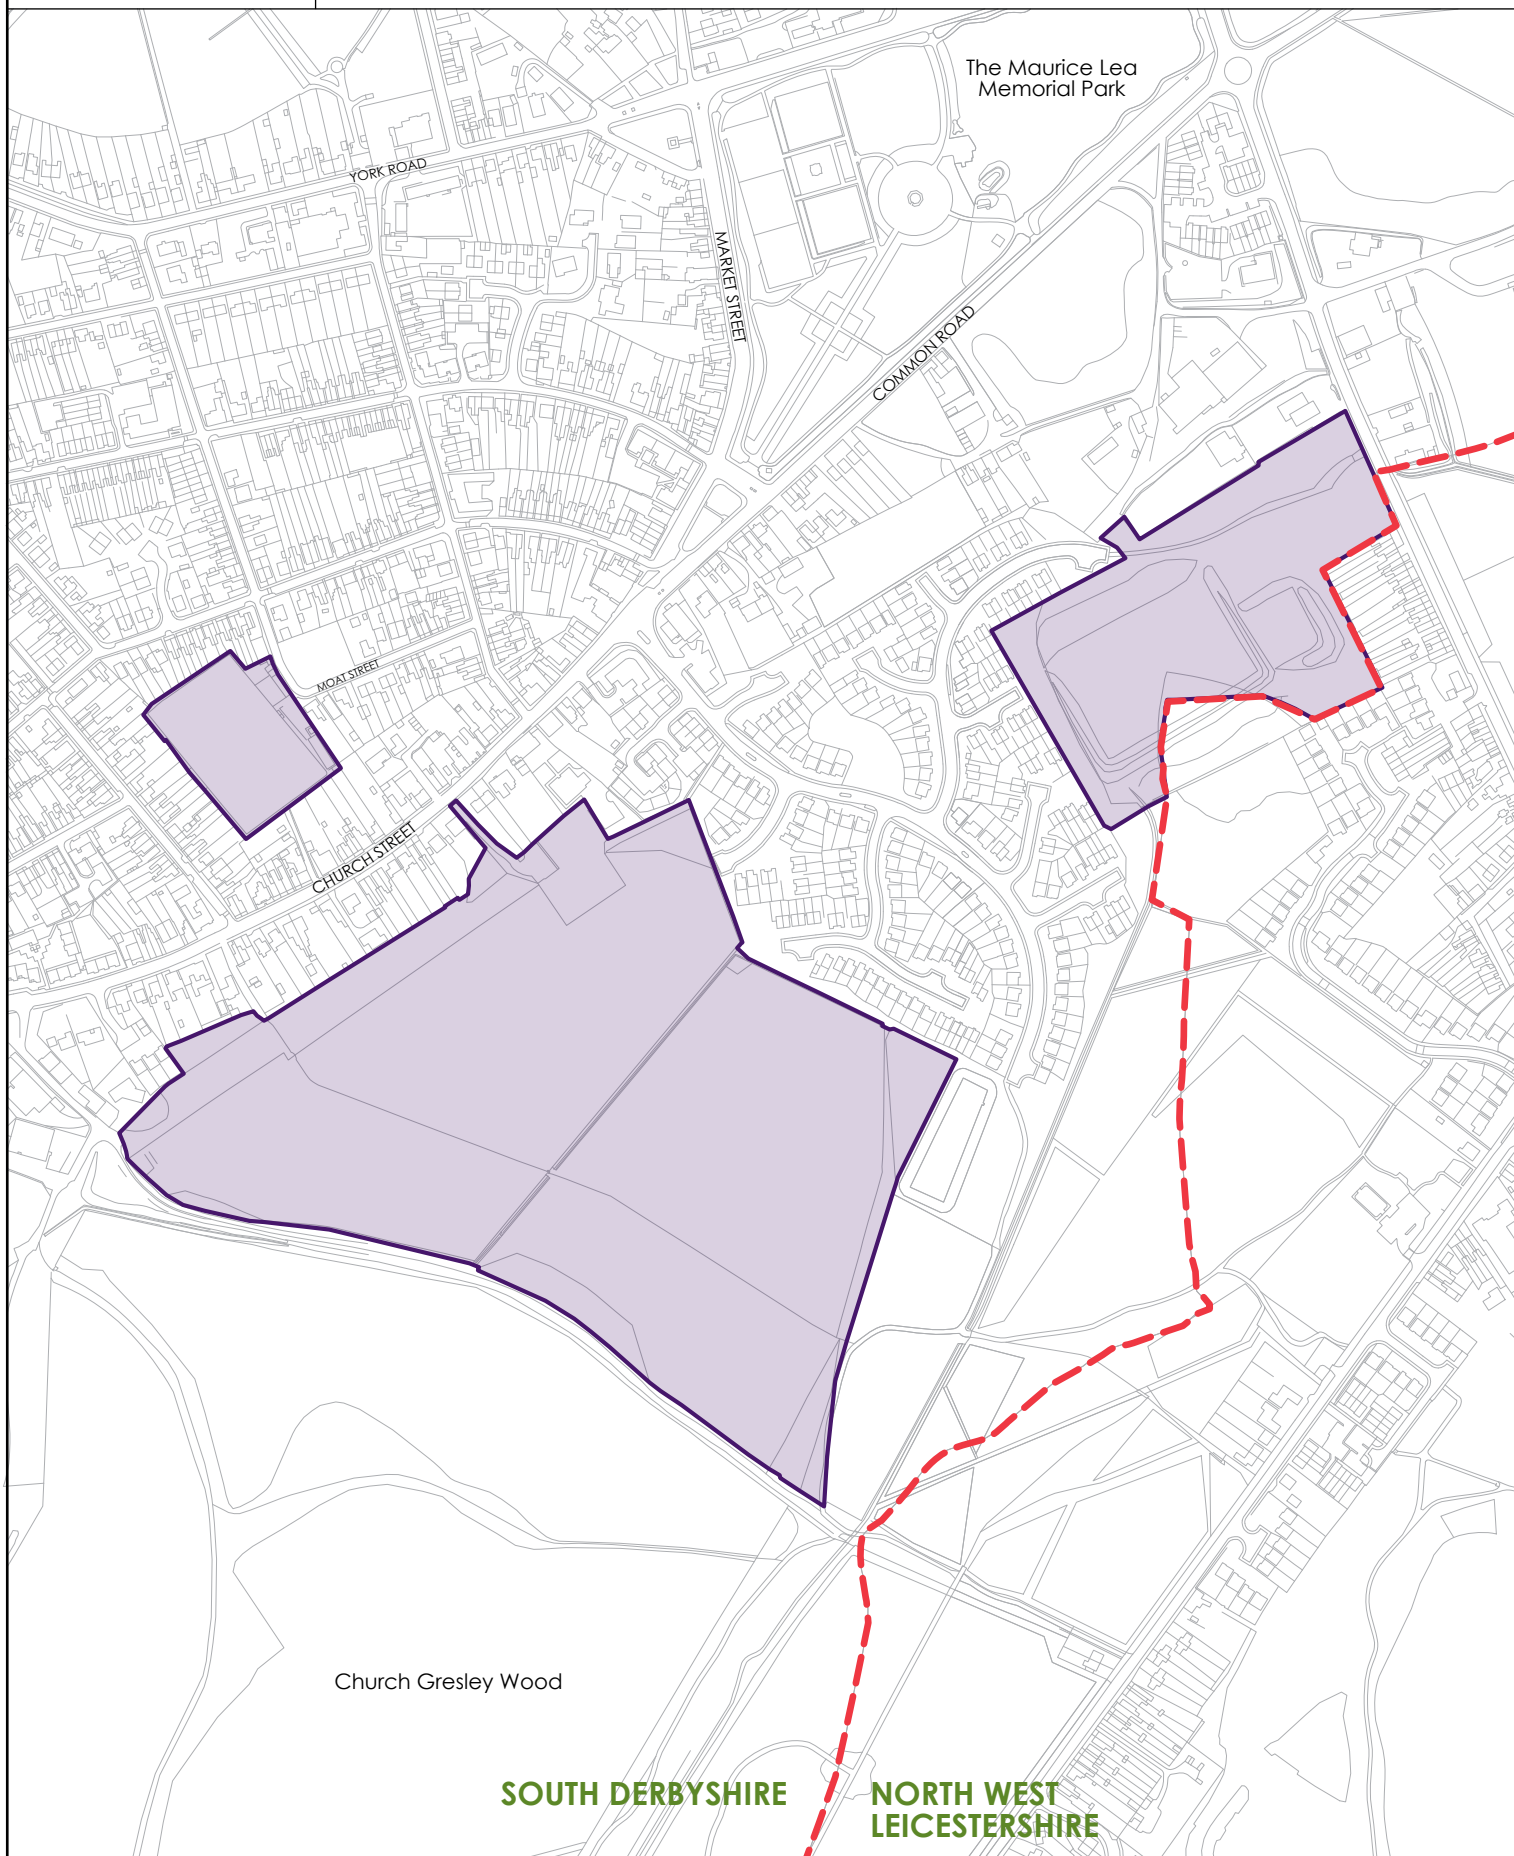 The Maurice Lea
Memorial Park
YORK ROAD
MARKET STREET
COMMON ROAD
MOAT STREET
CHURCH STREET
Church Gresley Wood
SOUTH DERBYSHIRE
NORTH WEST
LEICESTERSHIRE